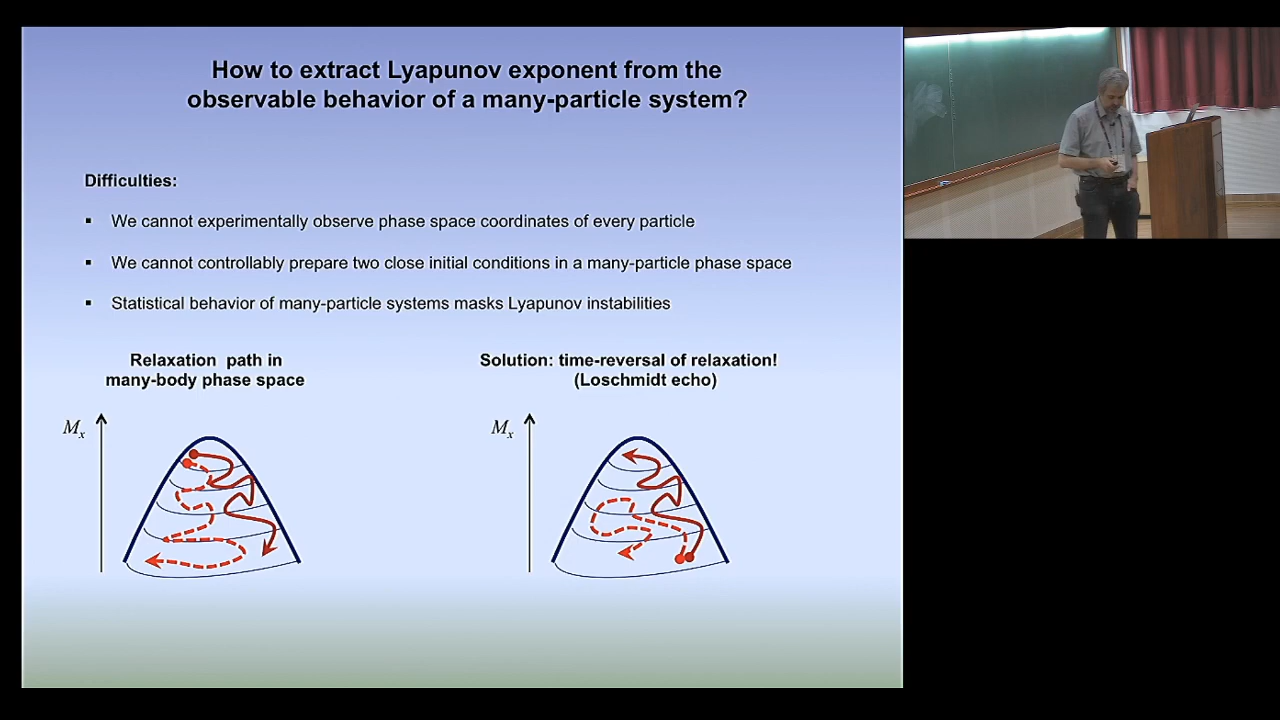 How to extract Lyapunov exponent from the
observable behavior of a many-particle system?
Difficulties:
▪ We cannot experimentally observe phase space coordinates of every particle
▪ We cannot controllably prepare two close initial conditions in a many-particle phase space
▪ Statistical behavior of many-particle systems masks Lyapunov instabilities
Relaxation path in
many-body phase space
Mx
Solution: time-reversal of relaxation!
(Loschmidt echo)
Mx